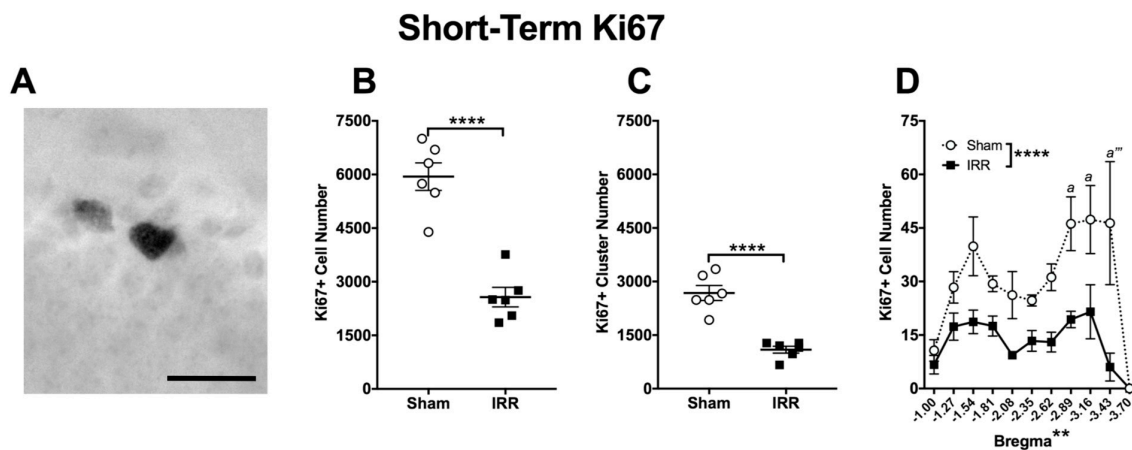 Short-Term Ki67
A
B
Ki67+ Cell Number
7500
6000
4500
3000
1500
0
****
Sham
IRR
C
Ki67+ Cluster Number
7500
6000
4500
3000
1500
0
****
Sham
IRR
D
Ki67+ Cell Number
75
60
45
30
15
0
Sham
IRR
****
a
a
a'''
-1.00
-1.27
-1.54
-1.81
-2.08
-2.35
-2.62
-2.89
-3.16
-3.43
-3.70
Bregma**